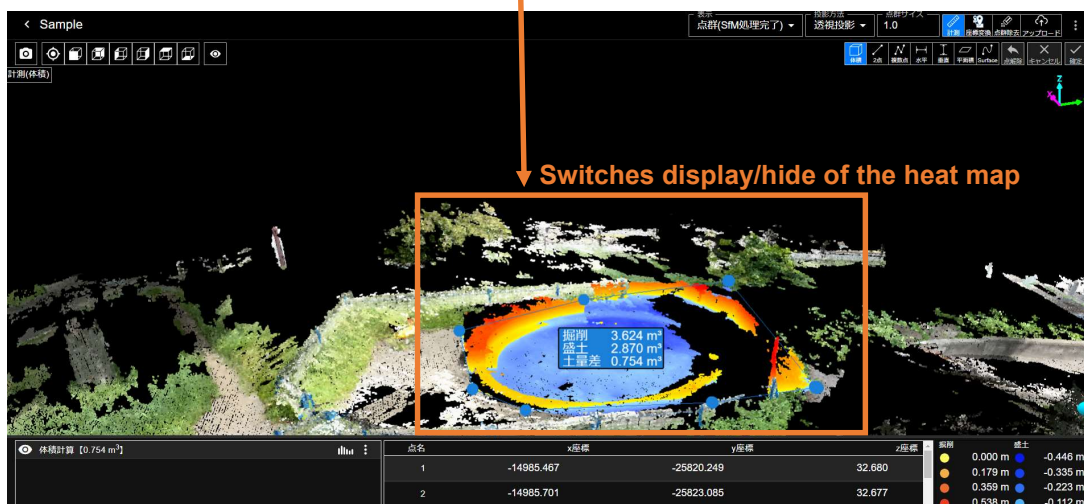 ‹ Sample
表示
点群(SfM処理完了)
投影方法
透視投影
点群サイズ
1.0
計測 座標変換 点群除去 アップロード
体積 2点 複数点 水平 垂直 平面積 Surface 点解除 キャンセル 確定
計測(体積)
Z
X
Switches display/hide of the heat map
掘削 3.624 m³
盛土 2.870 m³
土量差 0.754 m³
体積計算【0.754 m³】
点名 x座標 y座標 z座標
1 -14985.467 -25820.249 32.680
2 -14985.701 -25823.085 32.677
掘削 盛土
0.000 m -0.446 m
0.179 m -0.335 m
0.359 m -0.223 m
0.538 m -0.112 m